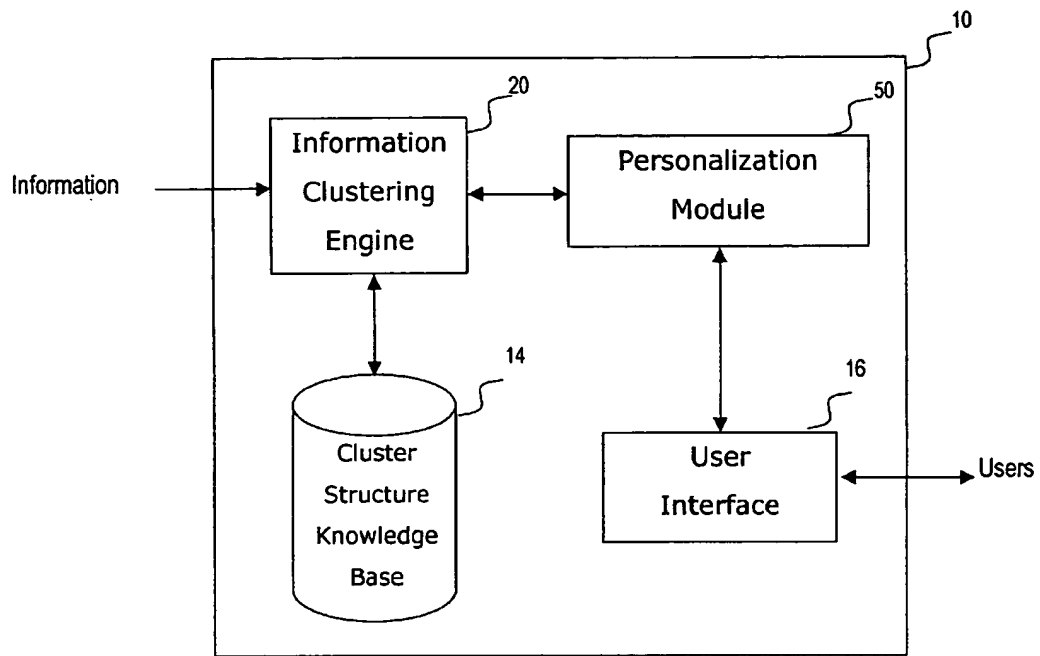 10
20
50
Information
Clustering
Engine
Personalization
Module
Information
14
16
Cluster
Structure
Knowledge
Base
User
Interface
Users